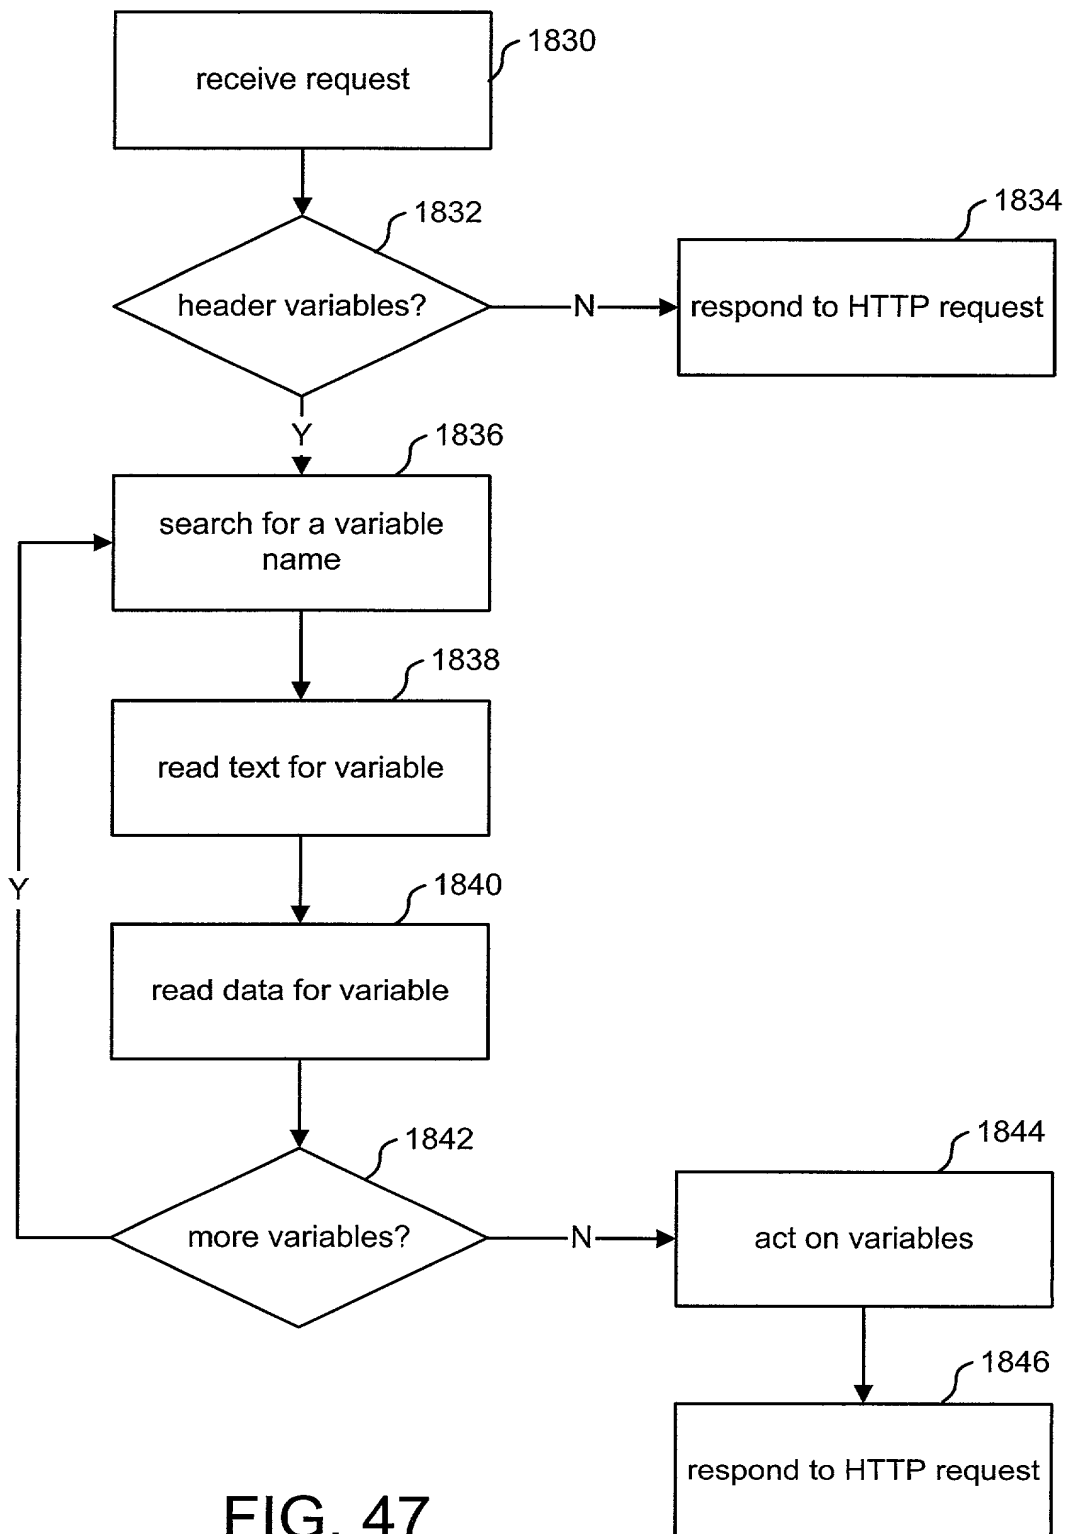 1830
receive request
1832
header variables?
N
1834
respond to HTTP request
Y
1836
search for a variable
name
1838
read text for variable
Y
1840
read data for variable
1842
more variables?
N
1844
act on variables
1846
respond to HTTP request
FIG. 47